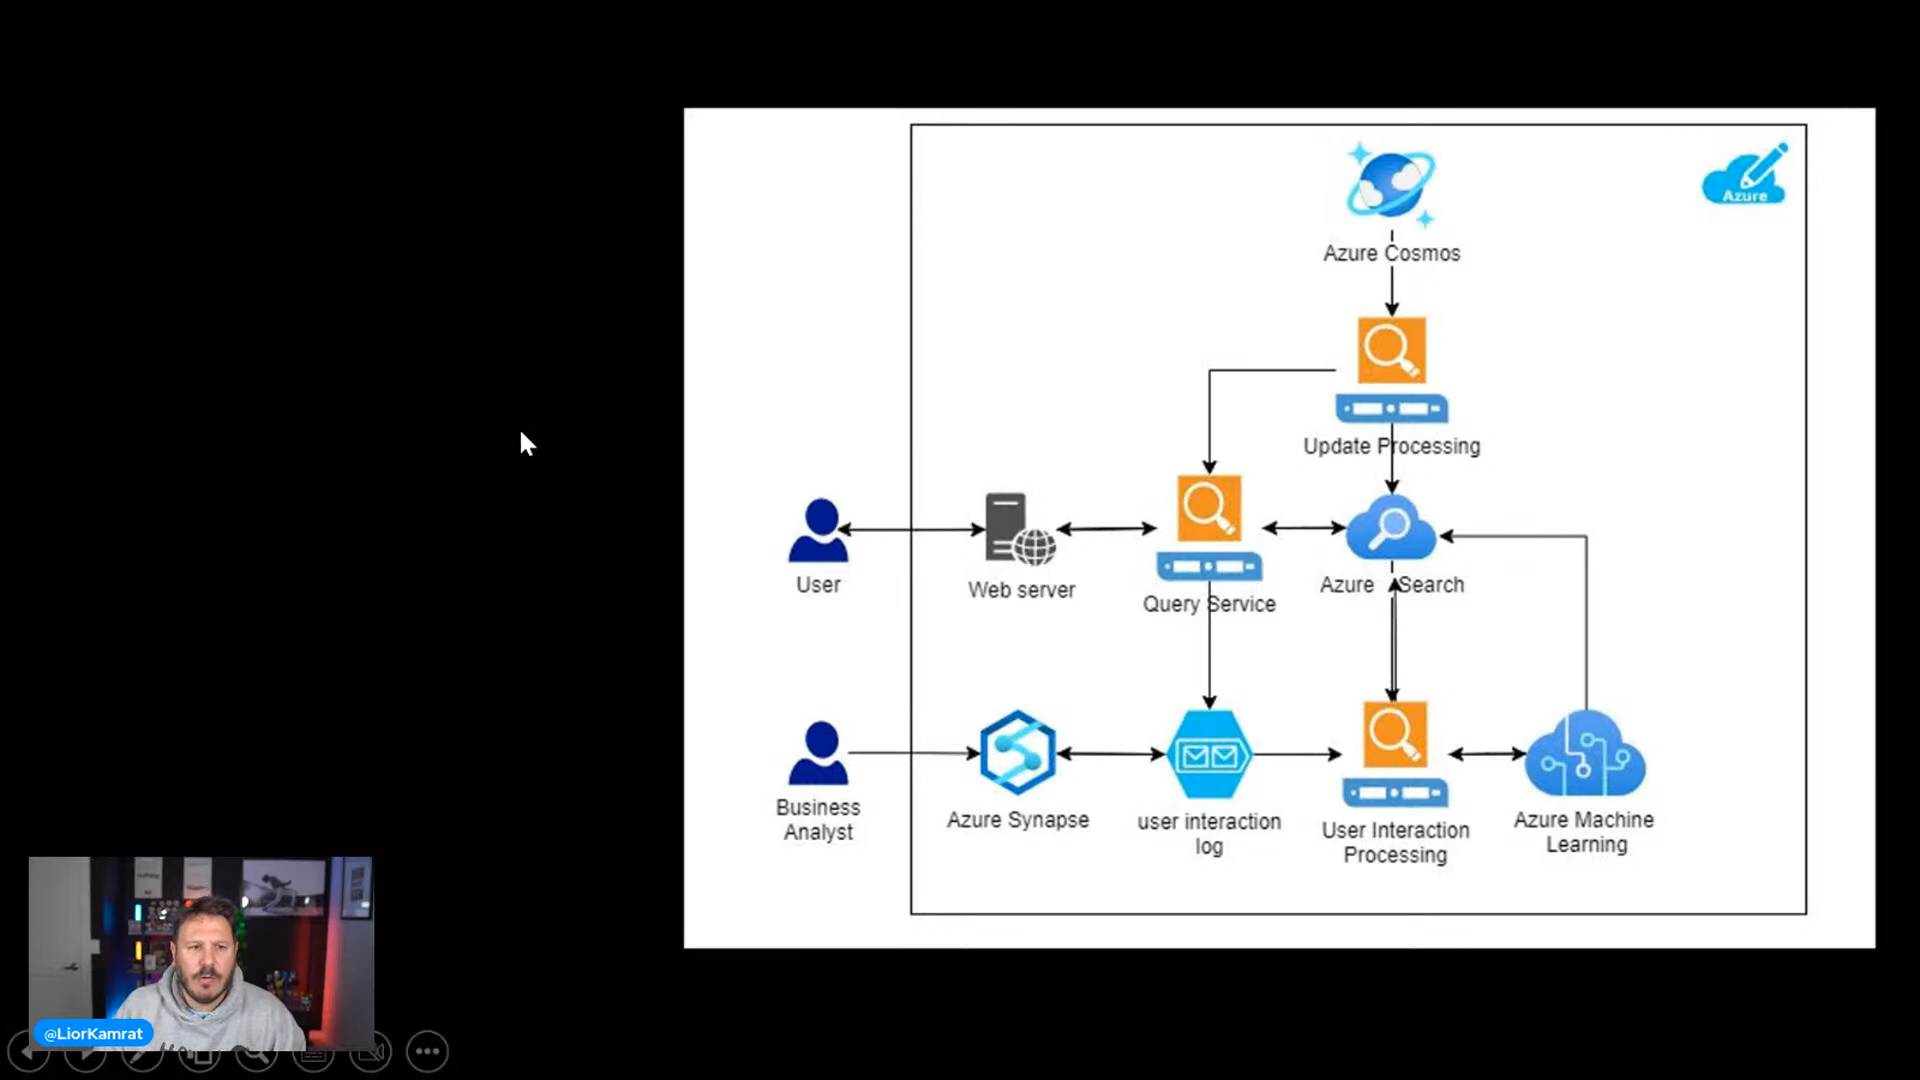 Azure
Azure Cosmos
Update Processing
User
Web server
Query Service
Azure Search
Business
Analyst
Azure Synapse
user interaction
log
User Interaction
Processing
Azure Machine
Learning
@LiorKamrat